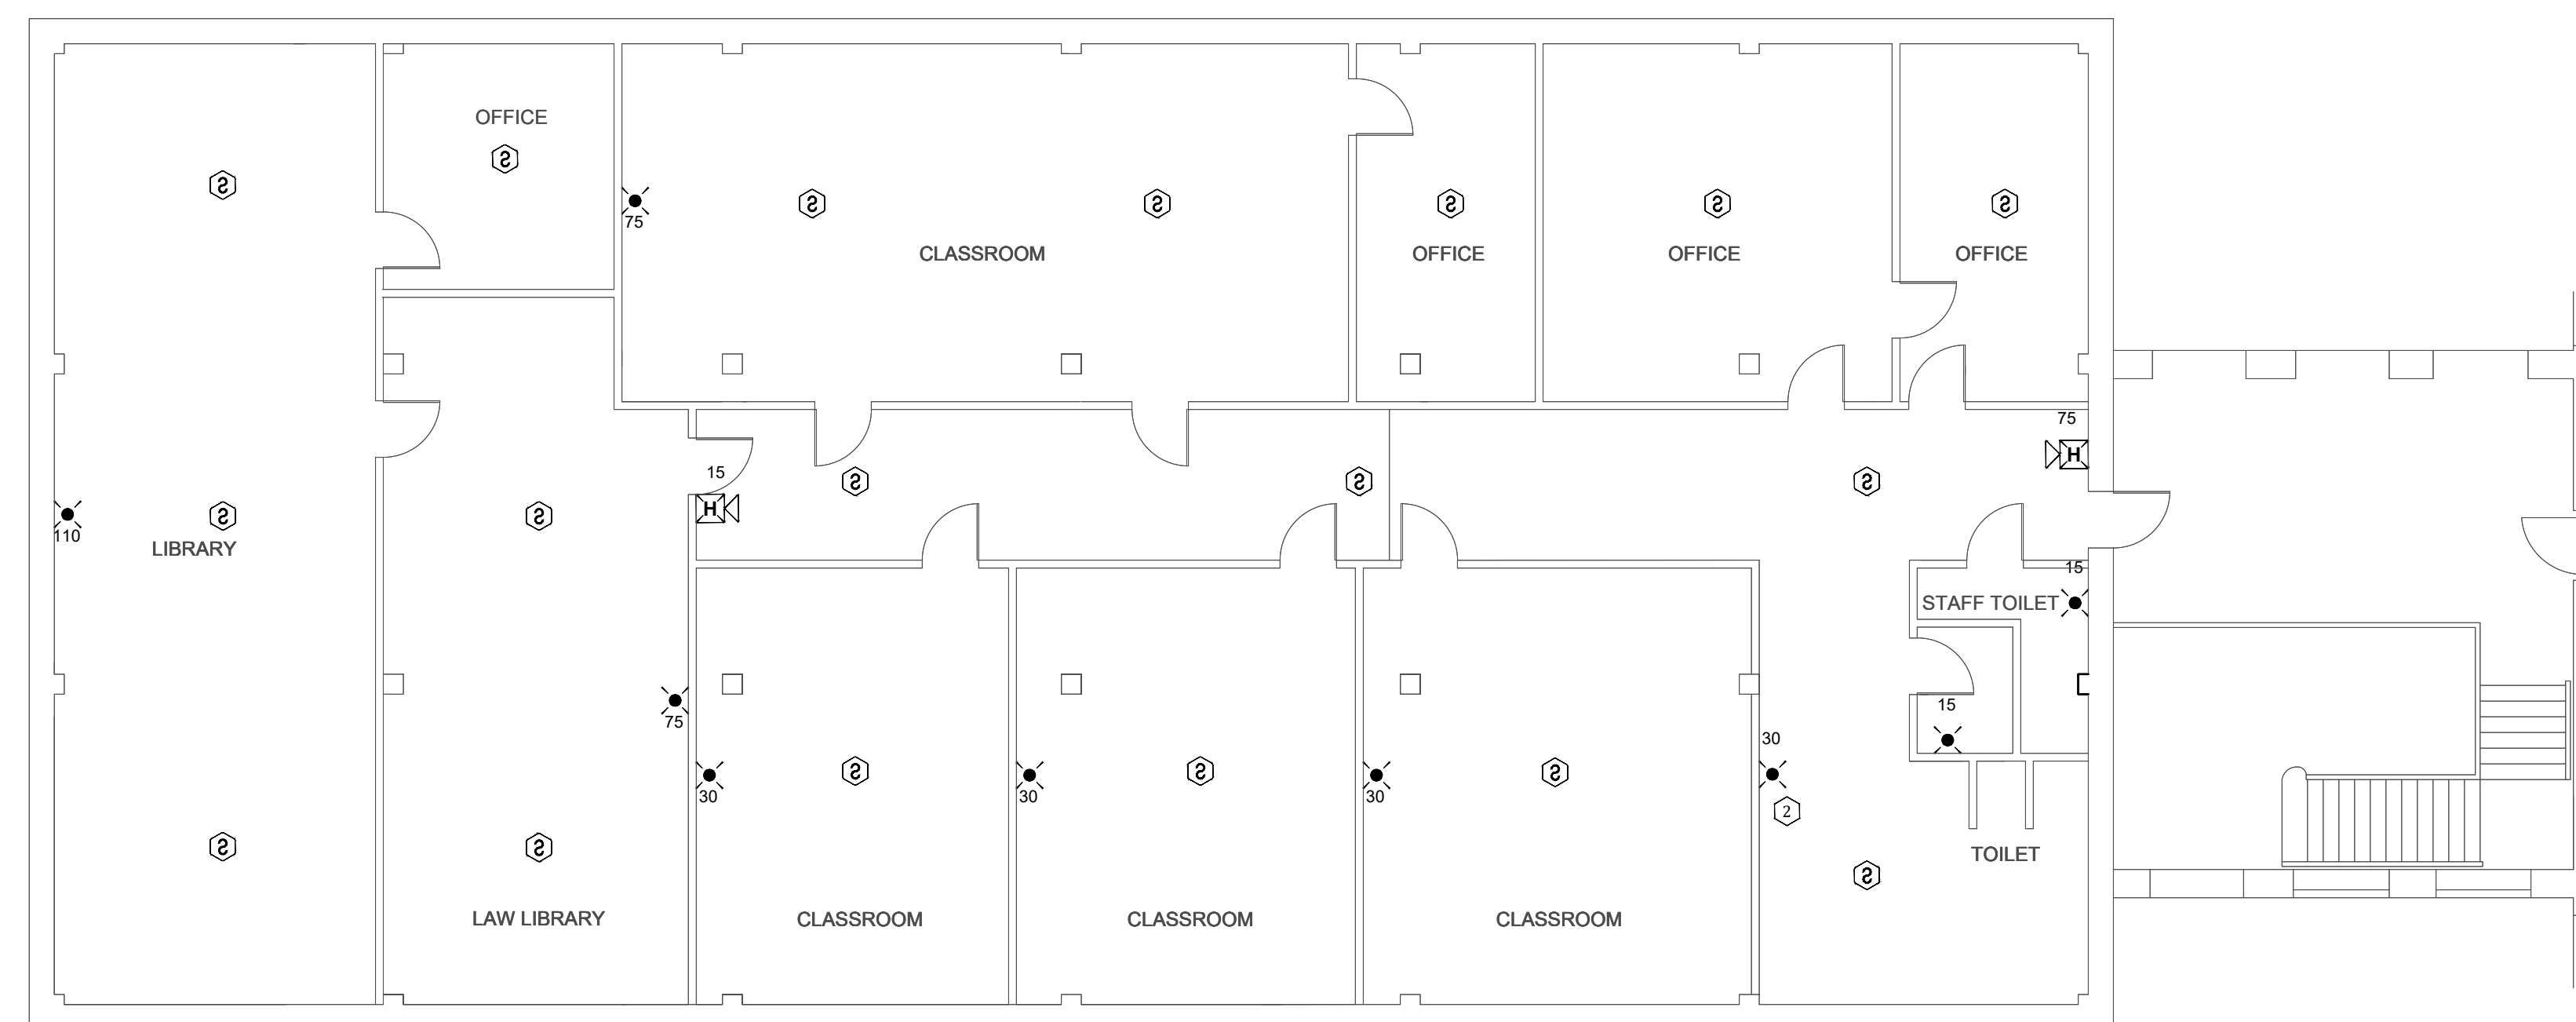 OFFICE
S
S
S S S S S
75
CLASSROOM OFFICE OFFICE OFFICE
75
H
15
S S S
H
S S
110
LIBRARY
15
STAFF TOILET
15
75
30
S S S
30 30 30
2
S S
TOILET
S
LAW LIBRARY CLASSROOM CLASSROOM CLASSROOM